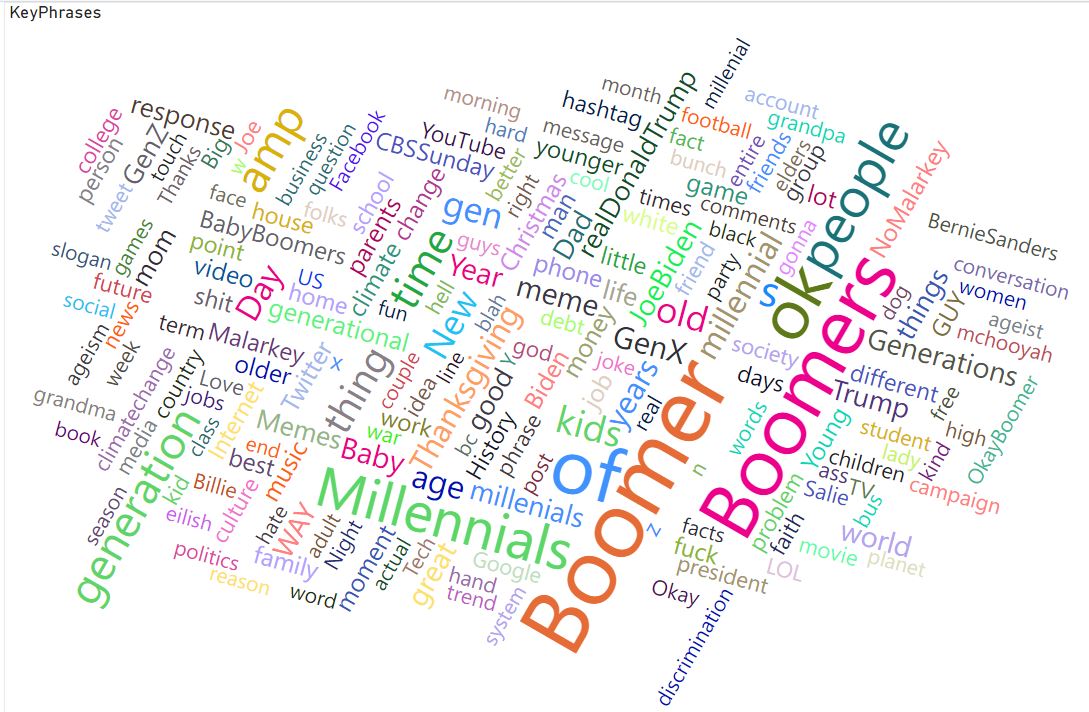 KeyPhrases
millenial
month
hashtag
realDonaldTrump
account
morning
football
grandpa
college
response
GenZ
touch
Thanks
Bige
w
Joe
amp
business
question
Facebook
YouTube
CBSSunday
hard
message
younger
fact
bunch
entire
friends
elders
group
people
NoMalarkey
person
tweet
face
house
folks
school
parents
change
better
right
cool
Christmas
man
Dad
times
white
game
comments
lot
black
gonna
BernieSanders
BabyBoomers
point
gen
guys
time
climate
Year
phone
little
JoeBiden
friend
party
millennial
s
ok
dog
things
GUY
conversation
women
ageist
mchooyah
slogan
games
mom
video
shit
Day
US
home
fun
hell
New
blah
meme
life
old
future
social
news
ageism
week
term
Malarkey
generational
older
Twitter
x
thing
couple
line
idea
work
Thanksgiving
god
Y
good
debt
money
GenX
joke
job
Biden
years
real
society
days
Boomers
Generations
different
Trump
free
high
OkayBoomer
grandma
book
climatechange
media
country
Love
jobs
class
Internet
Memes
war
bc
History
phrase
post
kids
words
Young
student
lady
kind
children
ass
TV
Salie
campaign
season
generation
kid
Billie
eilish
end
best
music
culture
Baby
age
millenials
of
Boomer
n
z
facts
fuck
problem
faith
bus
world
movie
planet
politics
reason
hate
WAY
family
adult
Night
Millennials
moment
actual
Tech
great
Google
hand
trend
system
word
president
LOL
Okay
discrimination